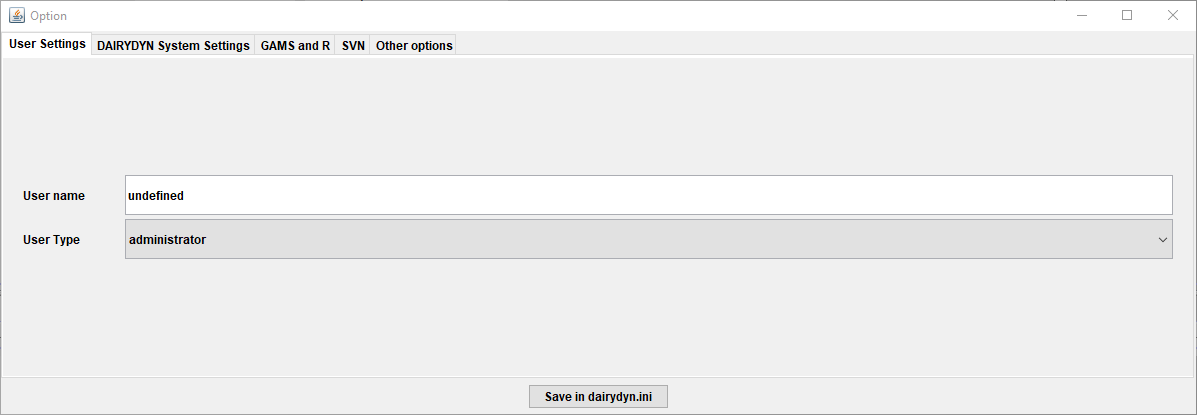 Option
User Settings DAIRYDYN System Settings GAMS and R SVN Other options
User name undefined
User Type administrator
Save in dairydyn.ini